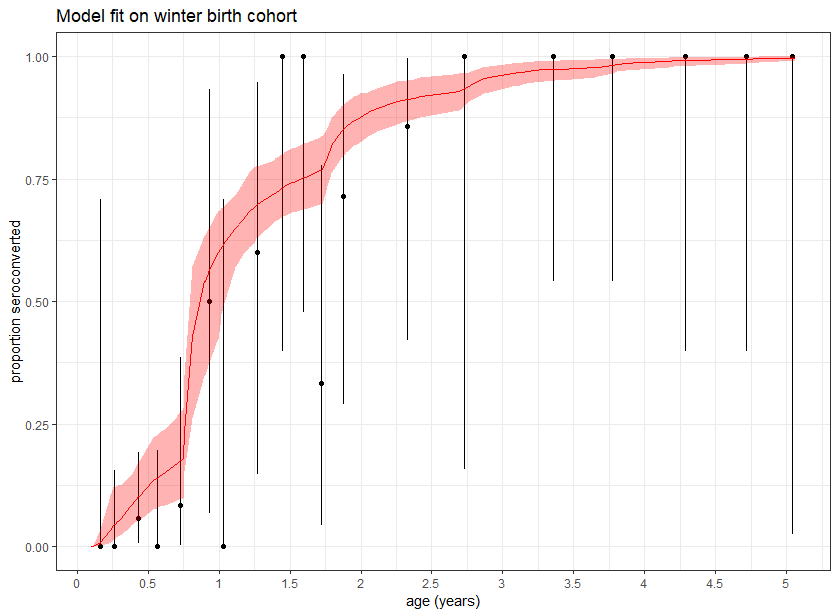 Model fit on winter birth cohort
proportion seroconverted
1.00
0.75
0.50
0.25
0.00
0 0.5 1 1.5 2 2.5 3 3.5 4 4.5 5
age (years)